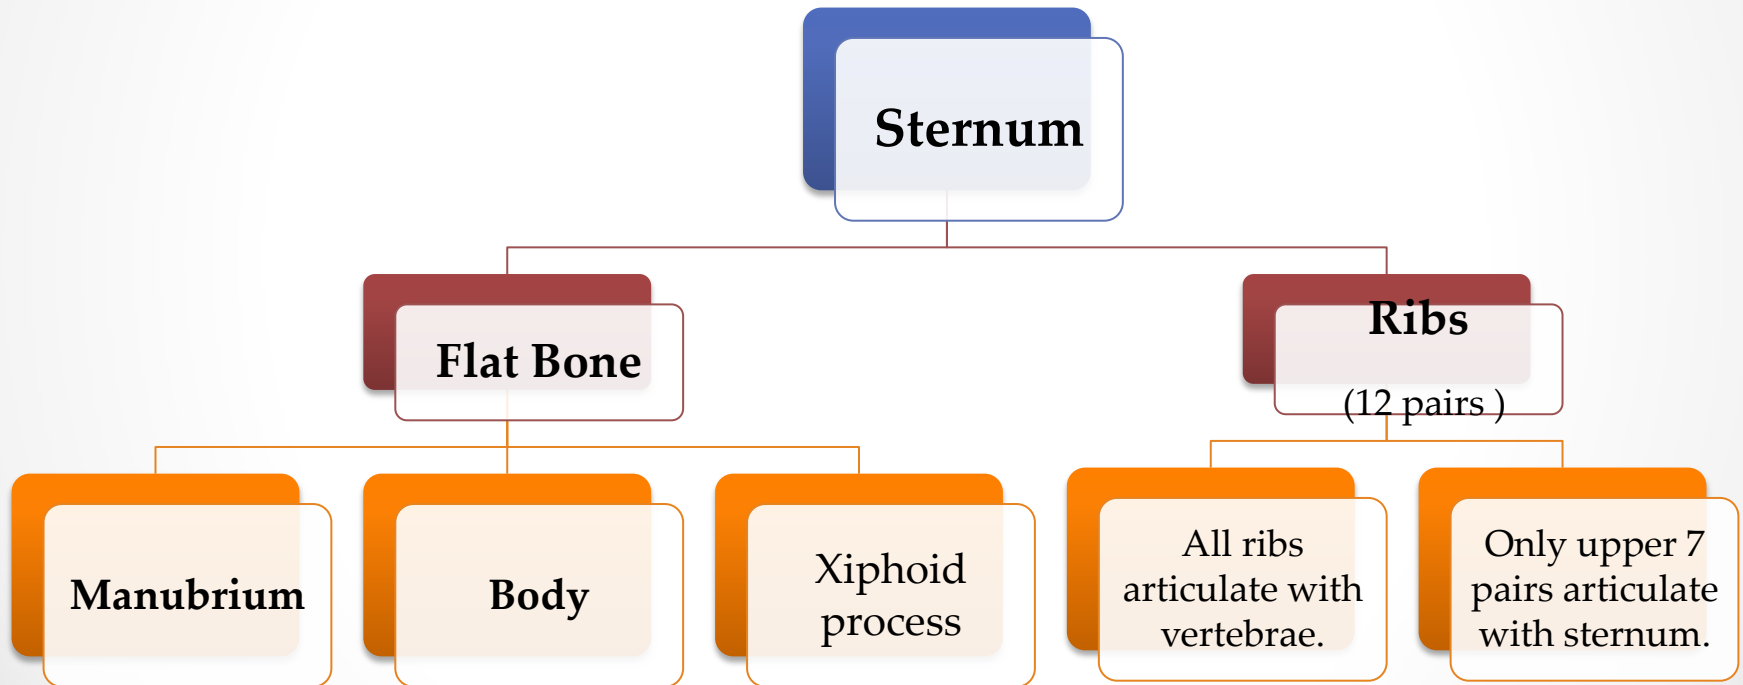 Sternum
Flat Bone
Ribs
(12 pairs )
Manubrium
Body
Xiphoid
process
All ribs
articulate with
vertebrae.
Only upper 7
pairs articulate
with sternum.